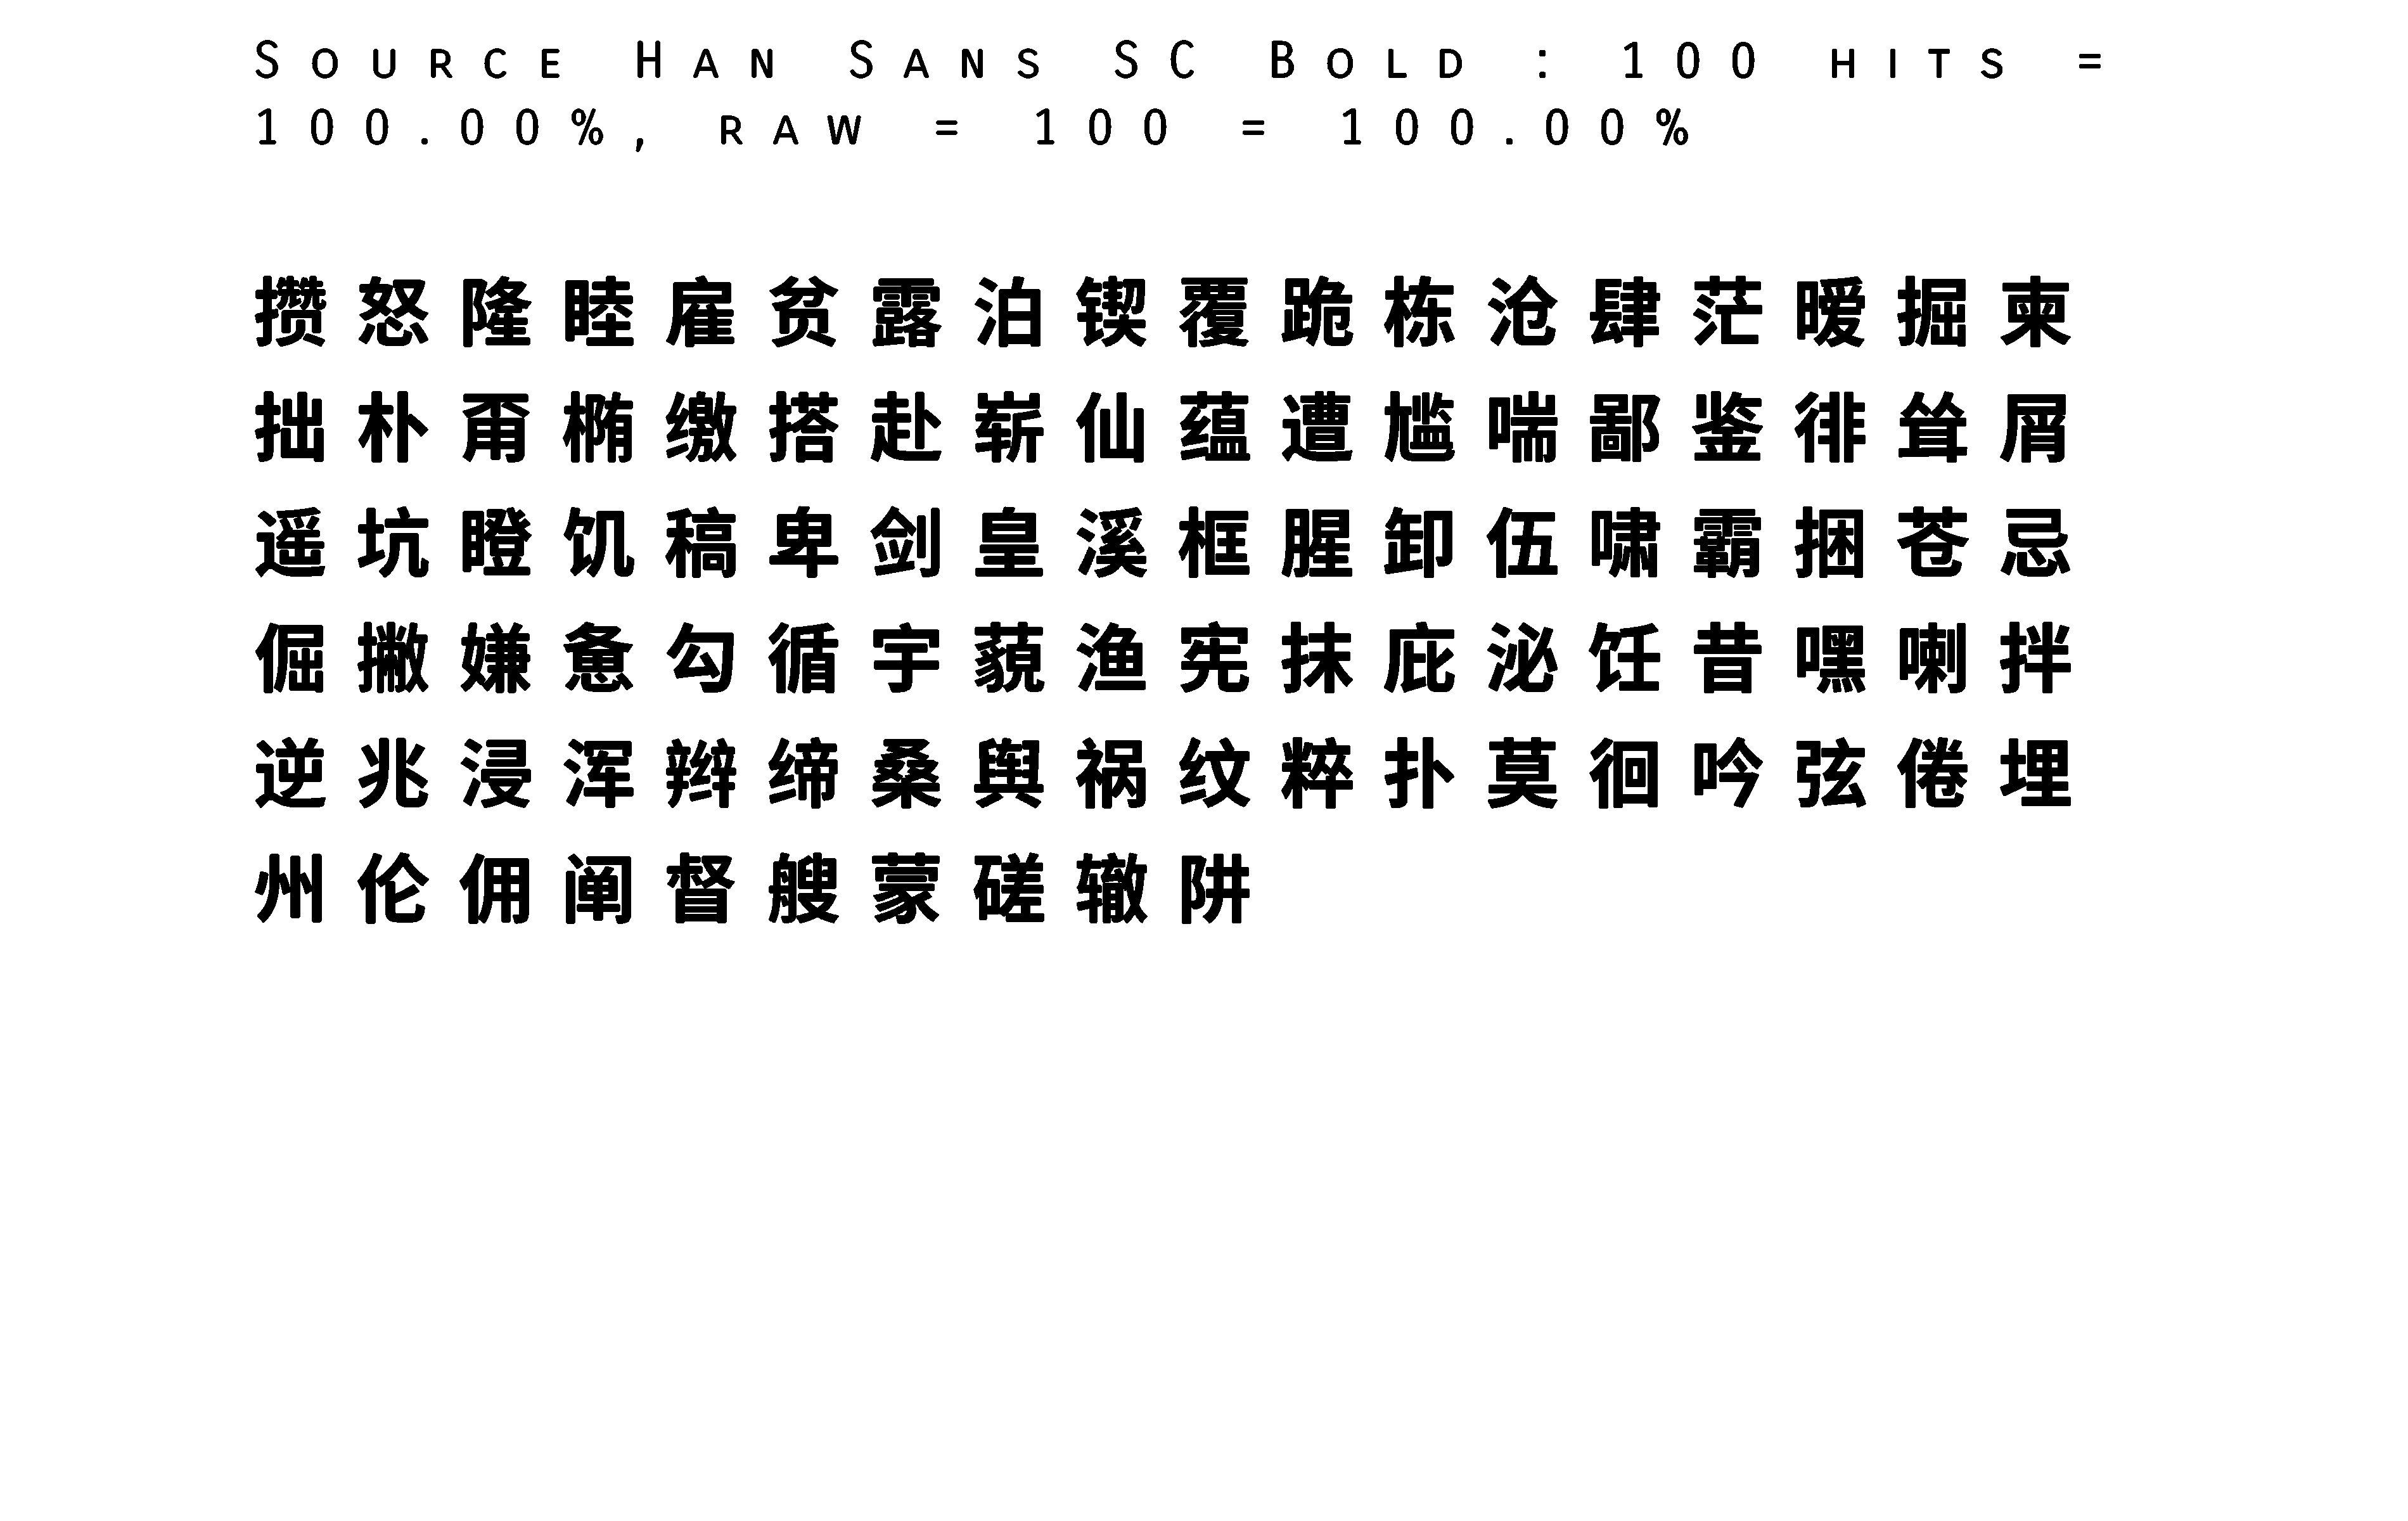 Source Han Sans SC Bold : 100 hits =
100.00%, raw = 100 = 100.00%
攒怒隆睦雇贫露泊锲覆跪栋沧肆茫暧掘柬
拙朴甭椭缴搭赴崭仙蕴遭尴喘鄙鉴徘耸屑
遥坑瞪饥稿卑剑皇溪框腥卸伍啸霸捆苍忌
倔撇嫌惫勾循宇藐渔宪抹庇泌饪昔嘿喇拌
逆兆浸浑辫缔桑舆祸纹粹扑莫徊吟弦倦埋
州伦佣阐督艘蒙磋辙阱